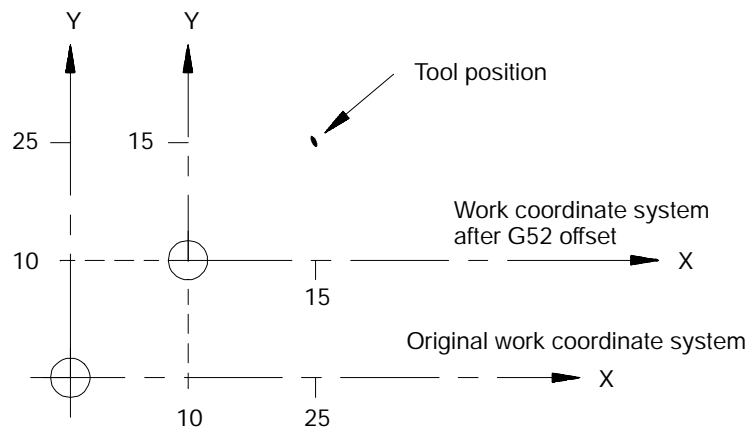 Y Y
Tool position
25 15
Work coordinate system
after G52 offset
10 X
15
Original work coordinate system
X
10 25